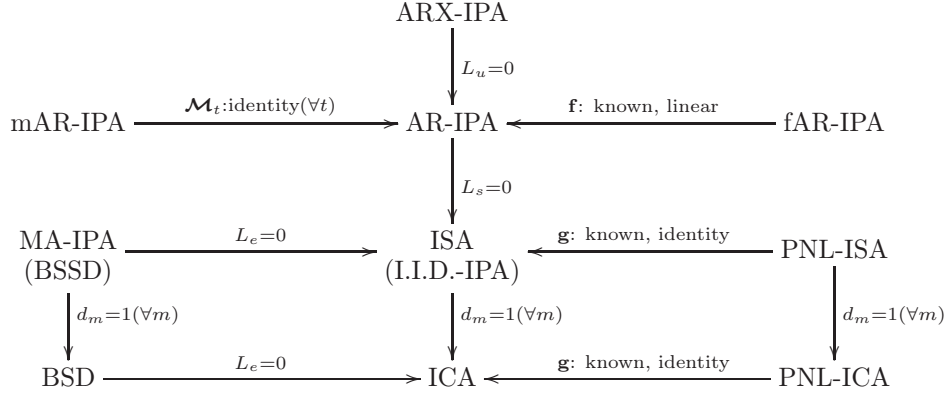 ARX-IPA
L_u=0
mAR-IPA
𝓜_t:identity(∀t)
AR-IPA
f: known, linear
fAR-IPA
L_s=0
MA-IPA
(BSSD)
L_e=0
ISA
(I.I.D.-IPA)
g: known, identity
PNL-ISA
d_m=1(∀m)
d_m=1(∀m)
d_m=1(∀m)
BSD
L_e=0
ICA
g: known, identity
PNL-ICA